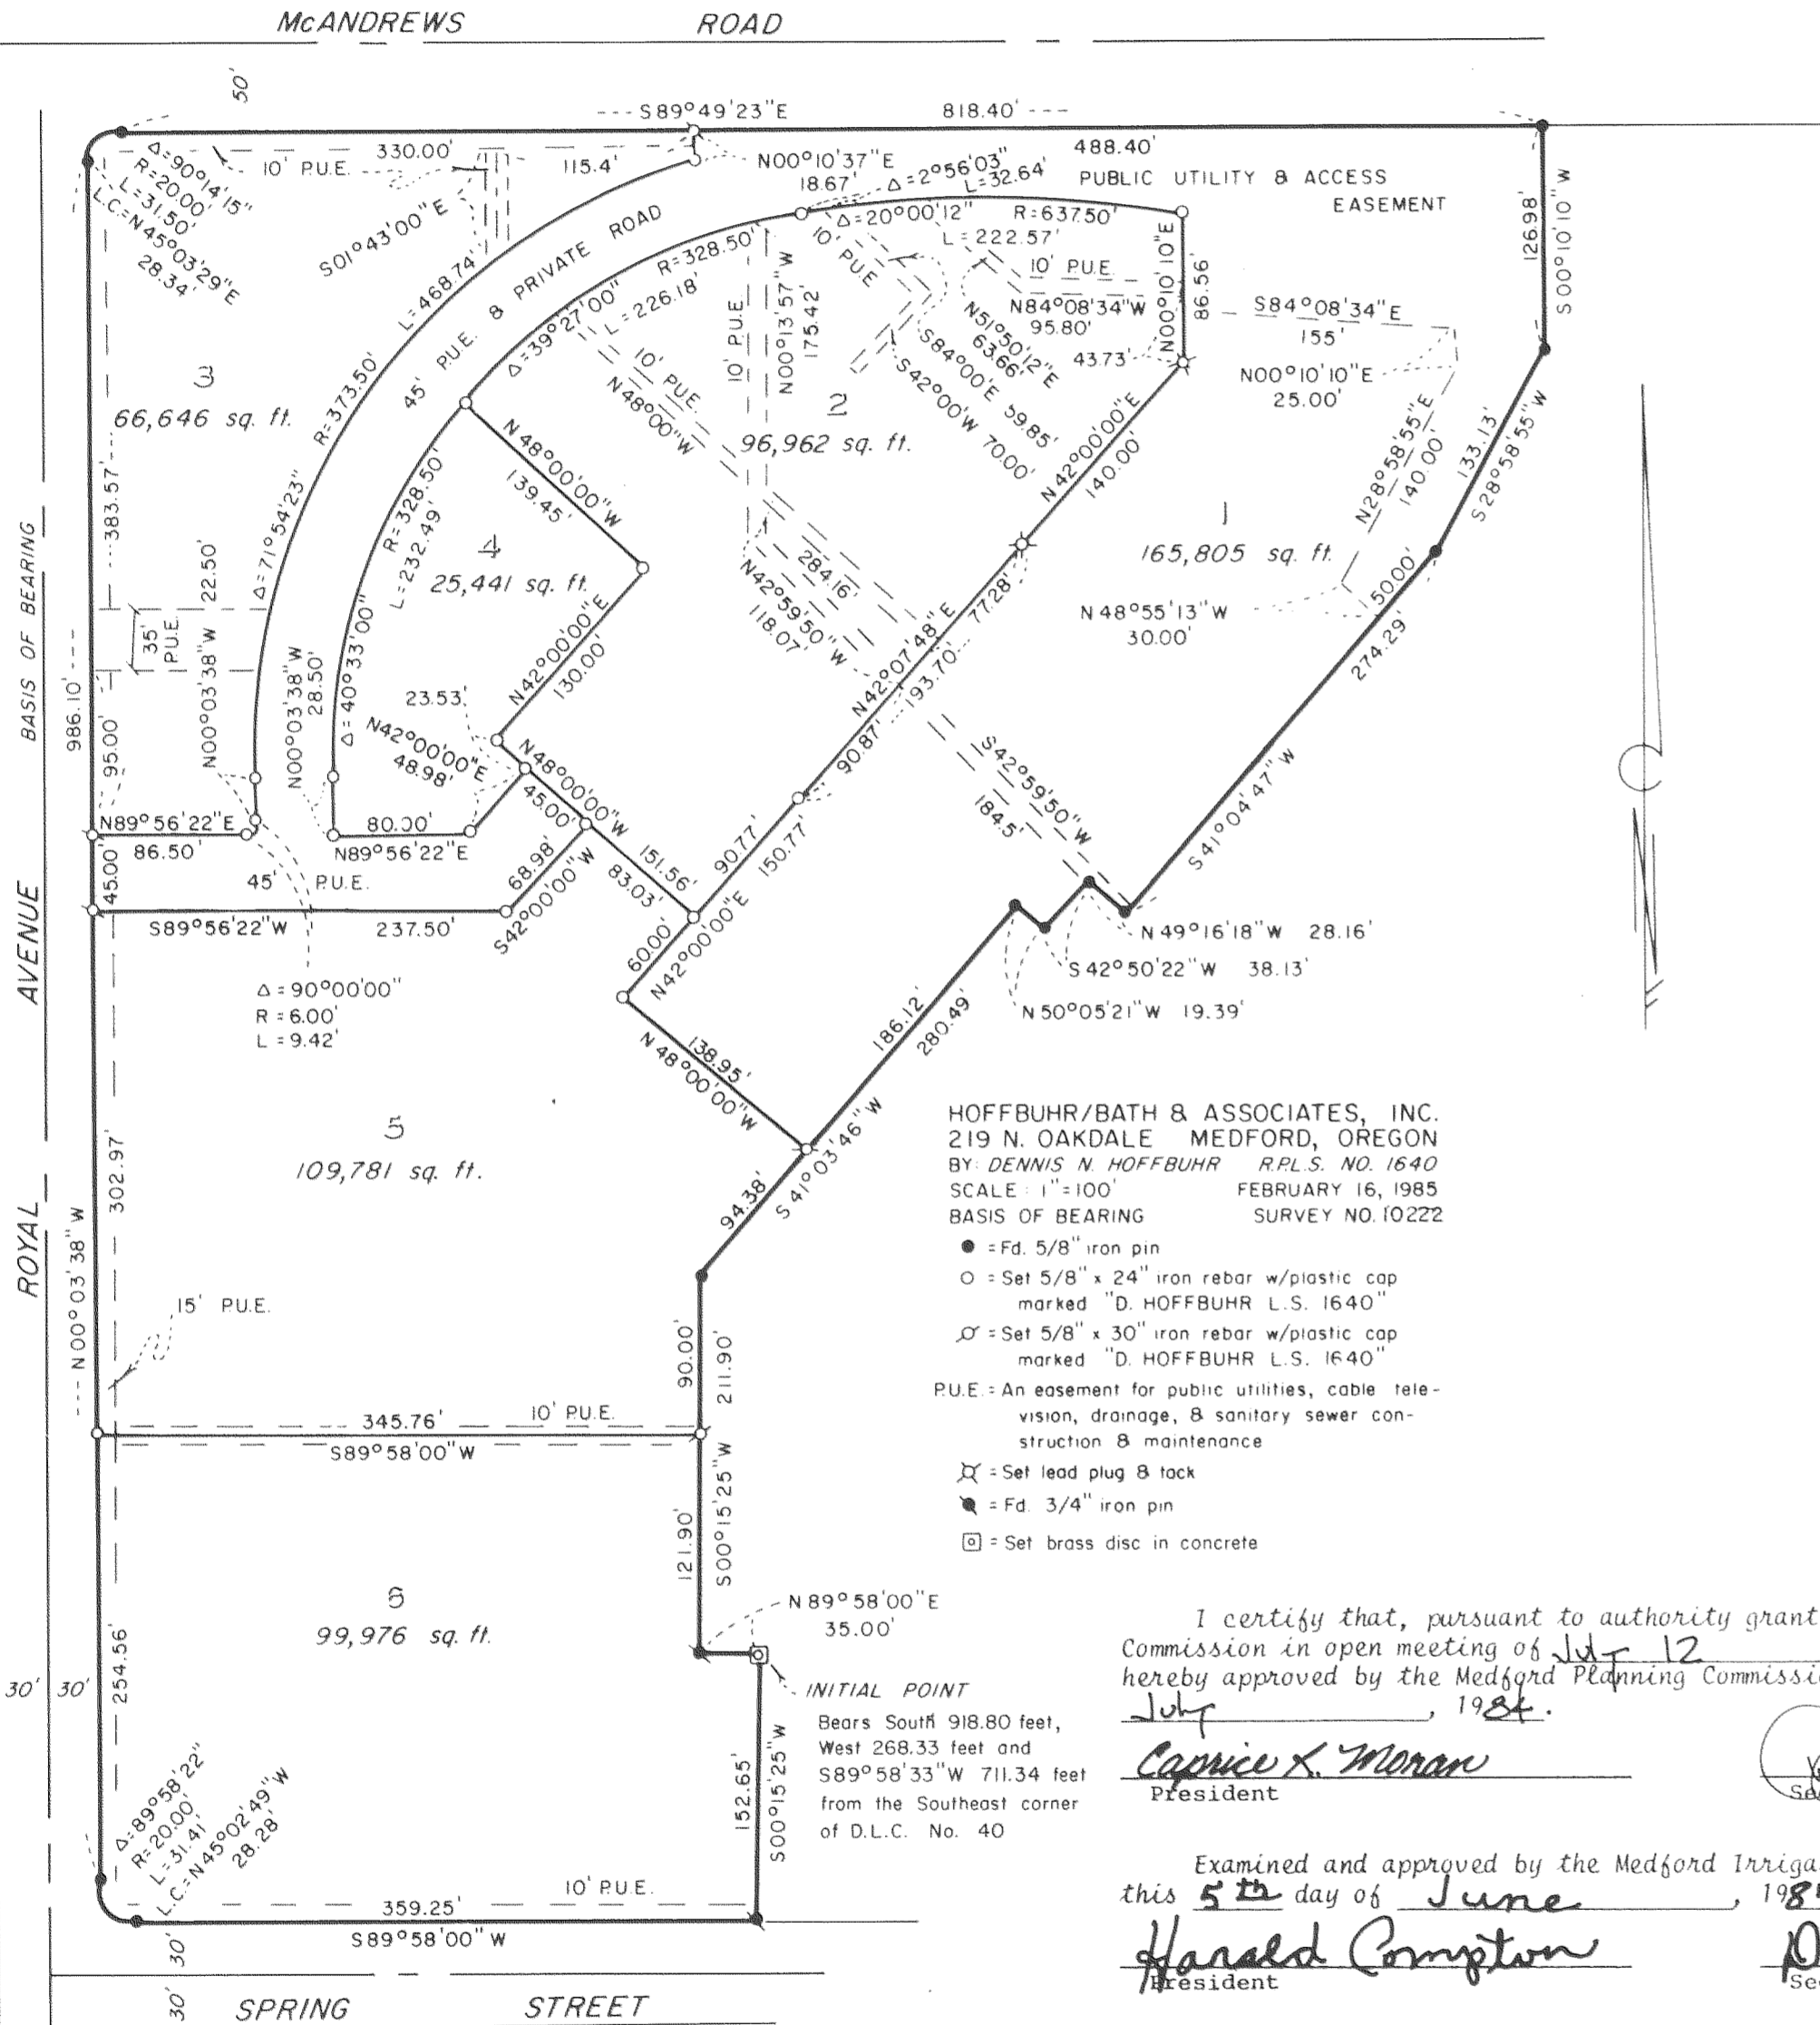 McANDREWS ROAD
50'
--- S89°49'23"E 818.40' ---
330.00'
115.4'
10' P.U.E.
488.40'
N00°10'37"E
18.67'
Δ=2°56'03"
L=32.64'
PUBLIC UTILITY & ACCESS
EASEMENT
Δ=90°14'15"
R=20.00'
L=31.50'
L.C.=N45°03'29"E
28.34'
S01°43'00"E
Δ=20°00'12" R=637.50'
L=222.57'
126.98'
S00°10'10"W
10' P.U.E.
10' P.U.E
N84°08'34"W
95.80'
N00°10'10"E
86.56'
S84°08'34"E
155'
N00°10'10"E
25.00'
L=468.74'
45' P.U.E. & PRIVATE ROAD
R=328.50'
L=226.18'
Δ=39°27'00"
10' P.U.E
N00°13'57"W
175.42'
N51°50'12"E
63.66'
S84°00'E 59.85'
S42°00'W 70.00'
43.73'
10' P.U.E.
N48°00'W
3
66,646 sq. ft.
R=373.50'
2
96,962 sq. ft.
N42°00'00"E
140.00'
N28°58'55"E
140.00'
133.13'
S28°58'55"W
383.57'
Δ=71°54'23"
N48°00'00"W
139.45'
R=328.50'
L=232.49'
4
25,441 sq. ft.
1
165,805 sq. ft.
BASIS OF BEARING
22.50'
35'
P.U.E.
N00°03'38"W
N00°03'38"W
28.50'
Δ=40°33'00"
N42°00'00"E
130.00'
284.16'
N42°59'50"W
118.07'
77.28'
N42°07'48"E
193.70'
90.87'
N48°55'13"W
30.00'
50.00'
274.29'
986.10' ---
95.00'
23.53'
N42°00'00"E
48.98'
N48°00'00"W
45.00'
S42°59'50"W
184.5'
S41°04'47"W
N89°56'22"E
86.50'
80.00'
N89°56'22"E
45.00'
45' P.U.E.
68.98'
S42°00'00"W
151.56'
83.03'
90.77'
150.77'
N42°00'00"E
60.00'
S89°56'22"W 237.50'
N49°16'18"W 28.16'
S42°50'22"W 38.13'
N50°05'21"W 19.39'
Δ=90°00'00"
R=6.00'
L=9.42'
AVENUE
ROYAL
138.95'
N48°00'00"W
186.12'
280.49'
S41°03'46"W
94.38'
5
109,781 sq. ft.
302.97'
--- N00°03'38"W
15' P.U.E.
90.00'
211.90'
345.76' 10' P.U.E.
S89°58'00"W
121.90'
S00°15'25"W
HOFFBUHR/BATH & ASSOCIATES, INC.
219 N. OAKDALE MEDFORD, OREGON
BY: DENNIS N. HOFFBUHR R.P.L.S. NO. 1640
SCALE: 1"=100' FEBRUARY 16, 1985
BASIS OF BEARING SURVEY NO. 10222
= Fd. 5/8" iron pin
= Set 5/8" x 24" iron rebar w/plastic cap
marked "D. HOFFBUHR L.S. 1640"
= Set 5/8" x 30" iron rebar w/plastic cap
marked "D. HOFFBUHR L.S. 1640"
P.U.E. = An easement for public utilities, cable tele-
vision, drainage, & sanitary sewer con-
struction & maintenance
= Set lead plug & tack
= Fd. 3/4" iron pin
= Set brass disc in concrete
6
99,976 sq. ft.
254.56'
30' 30'
N89°58'00"E
35.00'
INITIAL POINT
Bears South 918.80 feet,
West 268.33 feet and
S89°58'33"W 711.34 feet
from the Southeast corner
of D.L.C. No. 40
152.65'
S00°15'25"W
Δ=89°58'22"
R=20.00'
L=31.41'
L.C.=N45°02'49"W
28.28'
10' P.U.E.
359.25'
S89°58'00"W
30'
30'
SPRING STREET
I certify that, pursuant to authority grant
Commission in open meeting of July 12
hereby approved by the Medford Planning Commissi
July, 1984.
Caprice X. Moran
President
Examined and approved by the Medford Irriga
this 5th day of June, 198
Harald Compton
President